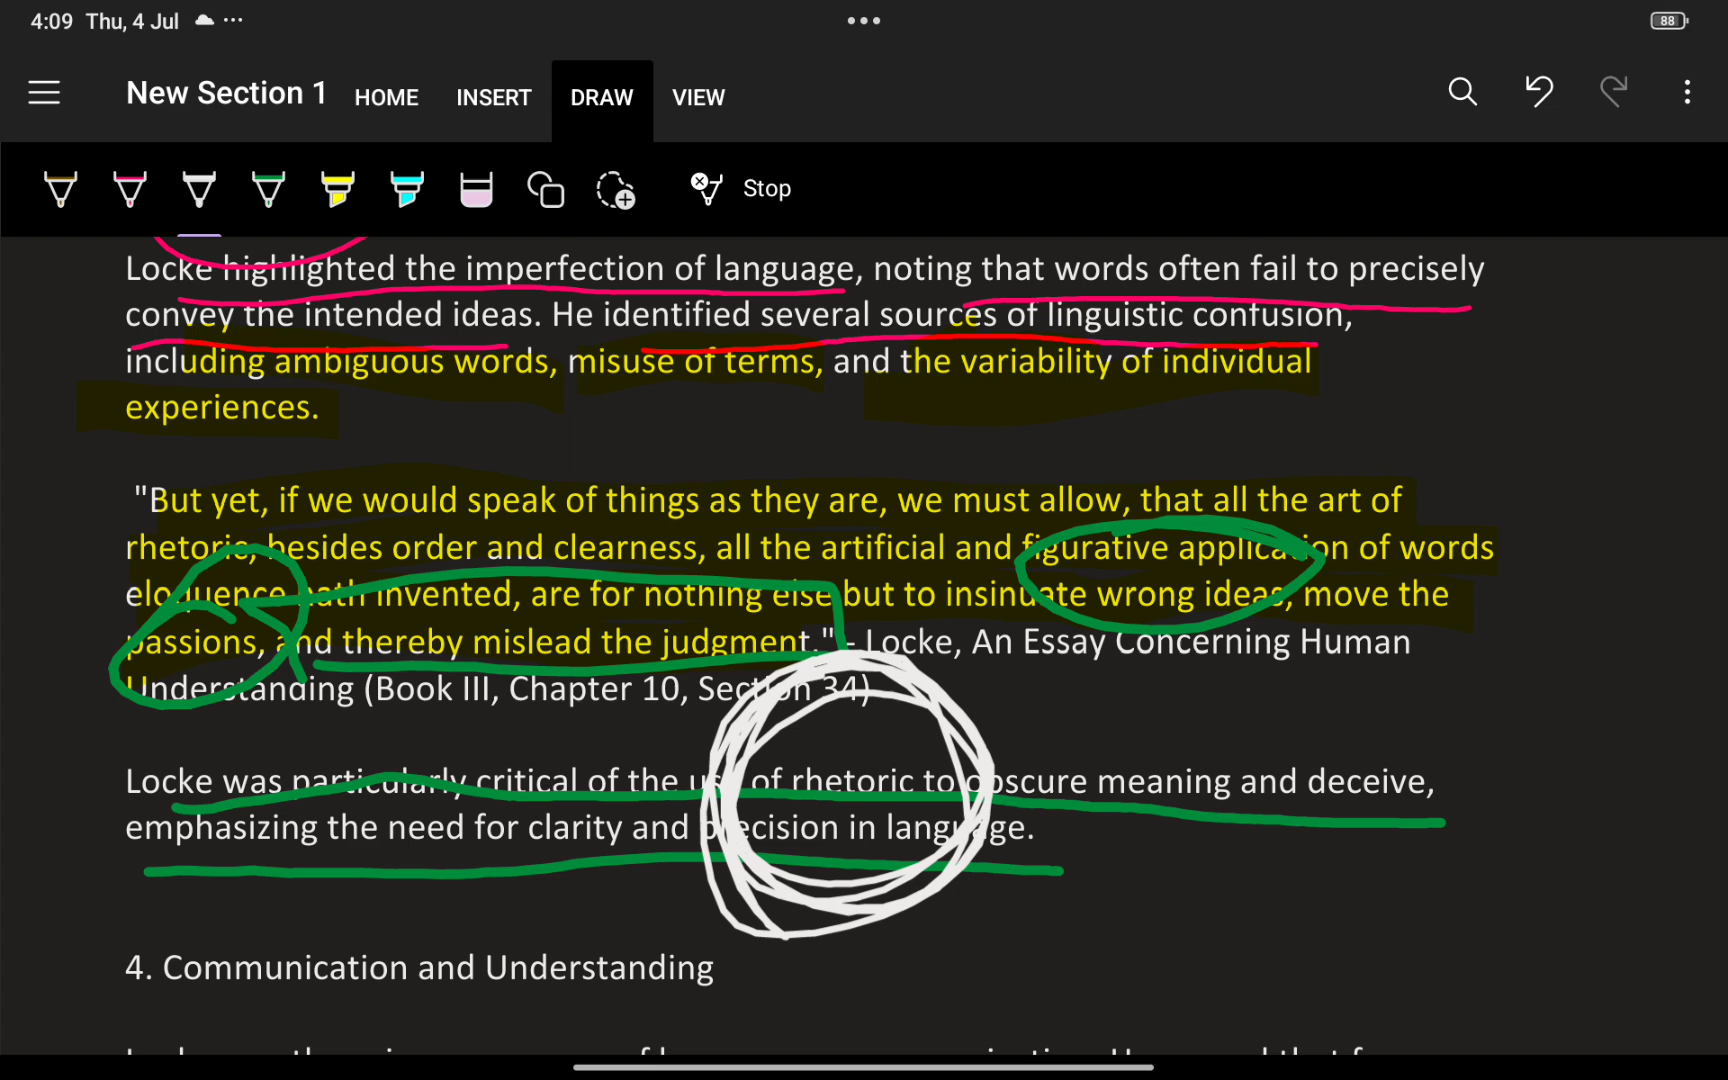 4:09 Thu, 4 Jul
88
New Section 1 HOME INSERT DRAW VIEW
Stop
Locke highlighted the imperfection of language, noting that words often fail to precisely
convey the intended ideas. He identified several sources of linguistic confusion,
including ambiguous words, misuse of terms, and the variability of individual
experiences.
"But yet, if we would speak of things as they are, we must allow, that all the art of
rhetoric, besides order and clearness, all the artificial and figurative application of words
eloquence hath invented, are for nothing else but to insinuate wrong ideas, move the
passions, and thereby mislead the judgment." - Locke, An Essay Concerning Human
Understanding (Book III, Chapter 10, Section 34)
Locke was particularly critical of the use of rhetoric to obscure meaning and deceive,
emphasizing the need for clarity and precision in language.
4. Communication and Understanding